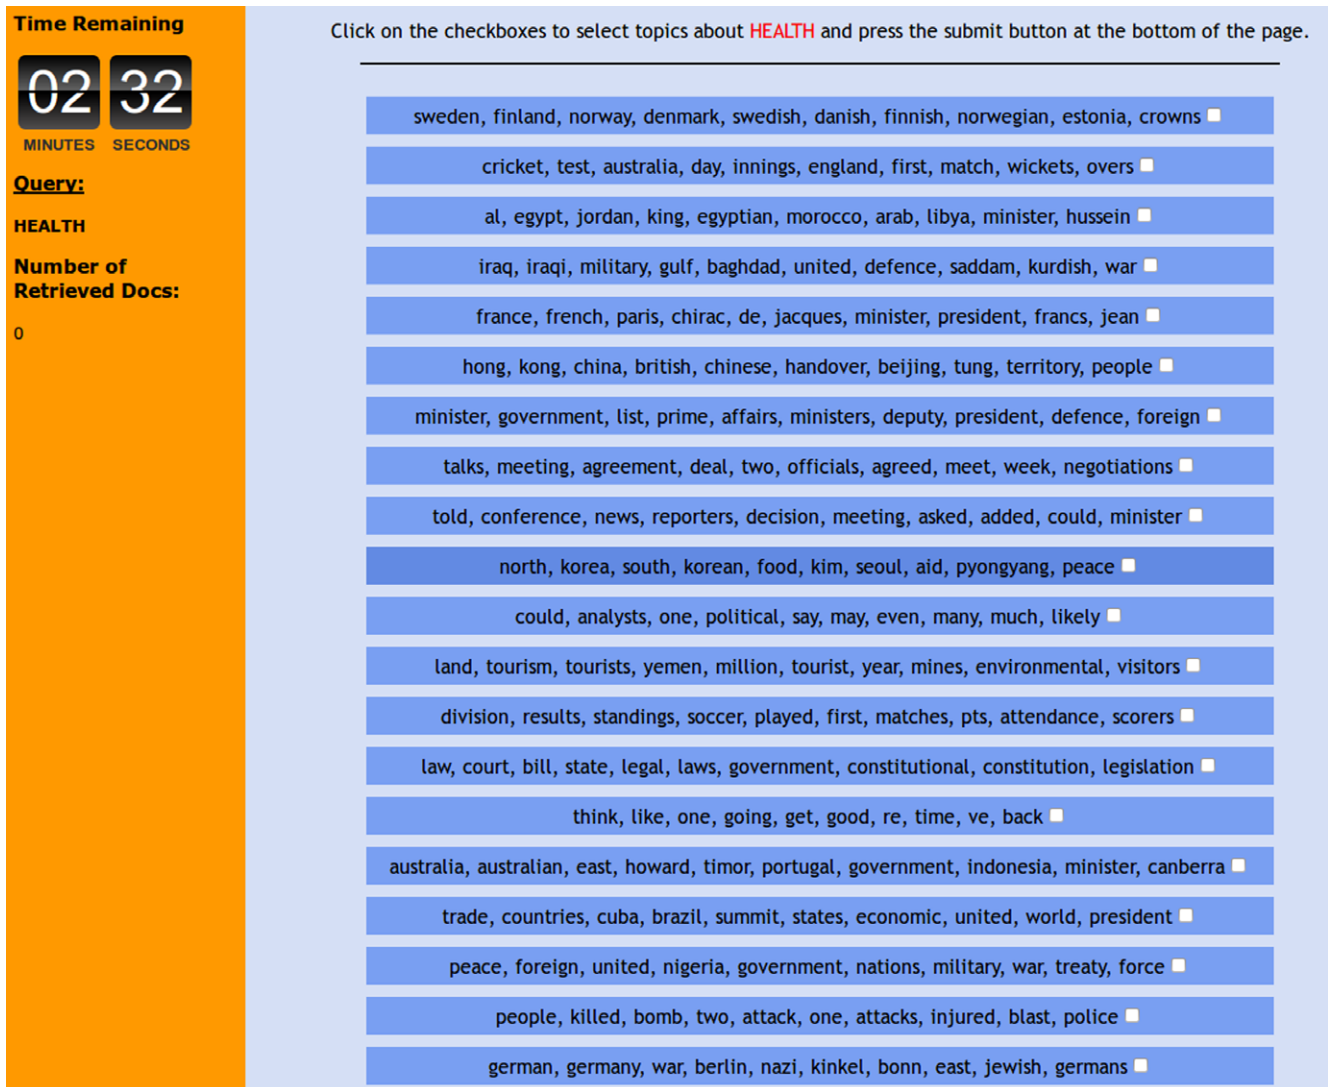 Time Remaining
02 32
MINUTES SECONDS
Query:
HEALTH
Number of
Retrieved Docs:
0
Click on the checkboxes to select topics about HEALTH and press the submit button at the bottom of the page.
sweden, finland, norway, denmark, swedish, danish, finnish, norwegian, estonia, crowns
cricket, test, australia, day, innings, england, first, match, wickets, overs
al, egypt, jordan, king, egyptian, morocco, arab, libya, minister, hussein
iraq, iraqi, military, gulf, baghdad, united, defence, saddam, kurdish, war
france, french, paris, chirac, de, jacques, minister, president, francs, jean
hong, kong, china, british, chinese, handover, beijing, tung, territory, people
minister, government, list, prime, affairs, ministers, deputy, president, defence, foreign
talks, meeting, agreement, deal, two, officials, agreed, meet, week, negotiations
told, conference, news, reporters, decision, meeting, asked, added, could, minister
north, korea, south, korean, food, kim, seoul, aid, pyongyang, peace
could, analysts, one, political, say, may, even, many, much, likely
land, tourism, tourists, yemen, million, tourist, year, mines, environmental, visitors
division, results, standings, soccer, played, first, matches, pts, attendance, scorers
law, court, bill, state, legal, laws, government, constitutional, constitution, legislation
think, like, one, going, get, good, re, time, ve, back
australia, australian, east, howard, timor, portugal, government, indonesia, minister, canberra
trade, countries, cuba, brazil, summit, states, economic, united, world, president
peace, foreign, united, nigeria, government, nations, military, war, treaty, force
people, killed, bomb, two, attack, one, attacks, injured, blast, police
german, germany, war, berlin, nazi, kinkel, bonn, east, jewish, germans